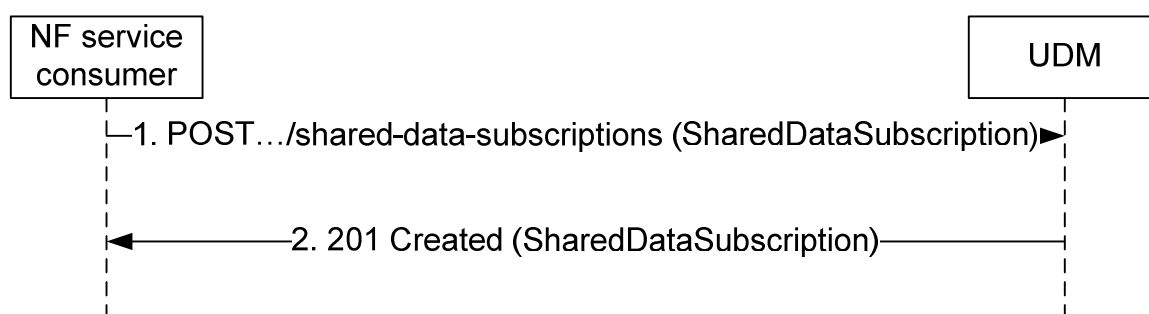 NF service
consumer
UDM
1. POST…/shared-data-subscriptions (SharedDataSubscription)
2. 201 Created (SharedDataSubscription)